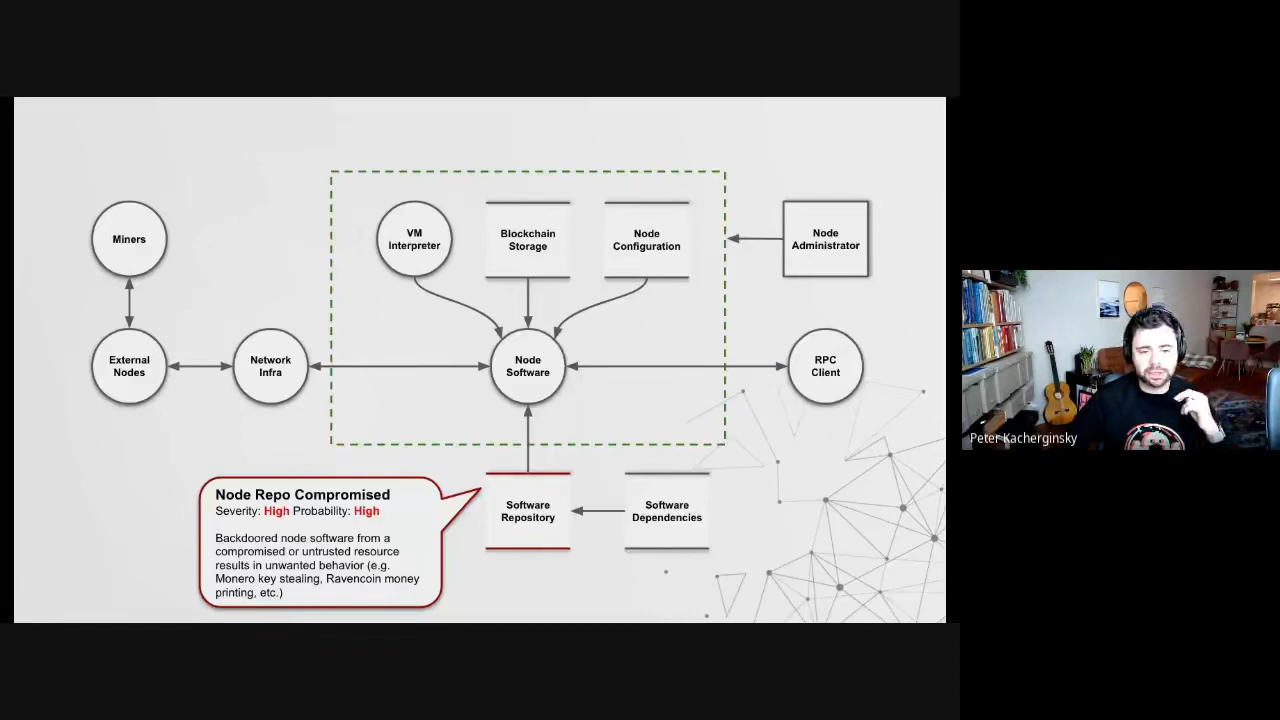 VM
Interpreter
Blockchain
Storage
Node
Configuration
Node
Administrator
Miners
External
Nodes
Network
Infra
Node
Software
RPC
Client
Node Repo Compromised
Severity: High Probability: High
Backdoored node software from a
compromised or untrusted resource
results in unwanted behavior (e.g.
Monero key stealing, Ravencoin money
printing, etc.)
Software
Repository
Software
Dependencies
Peter Kacherginsky